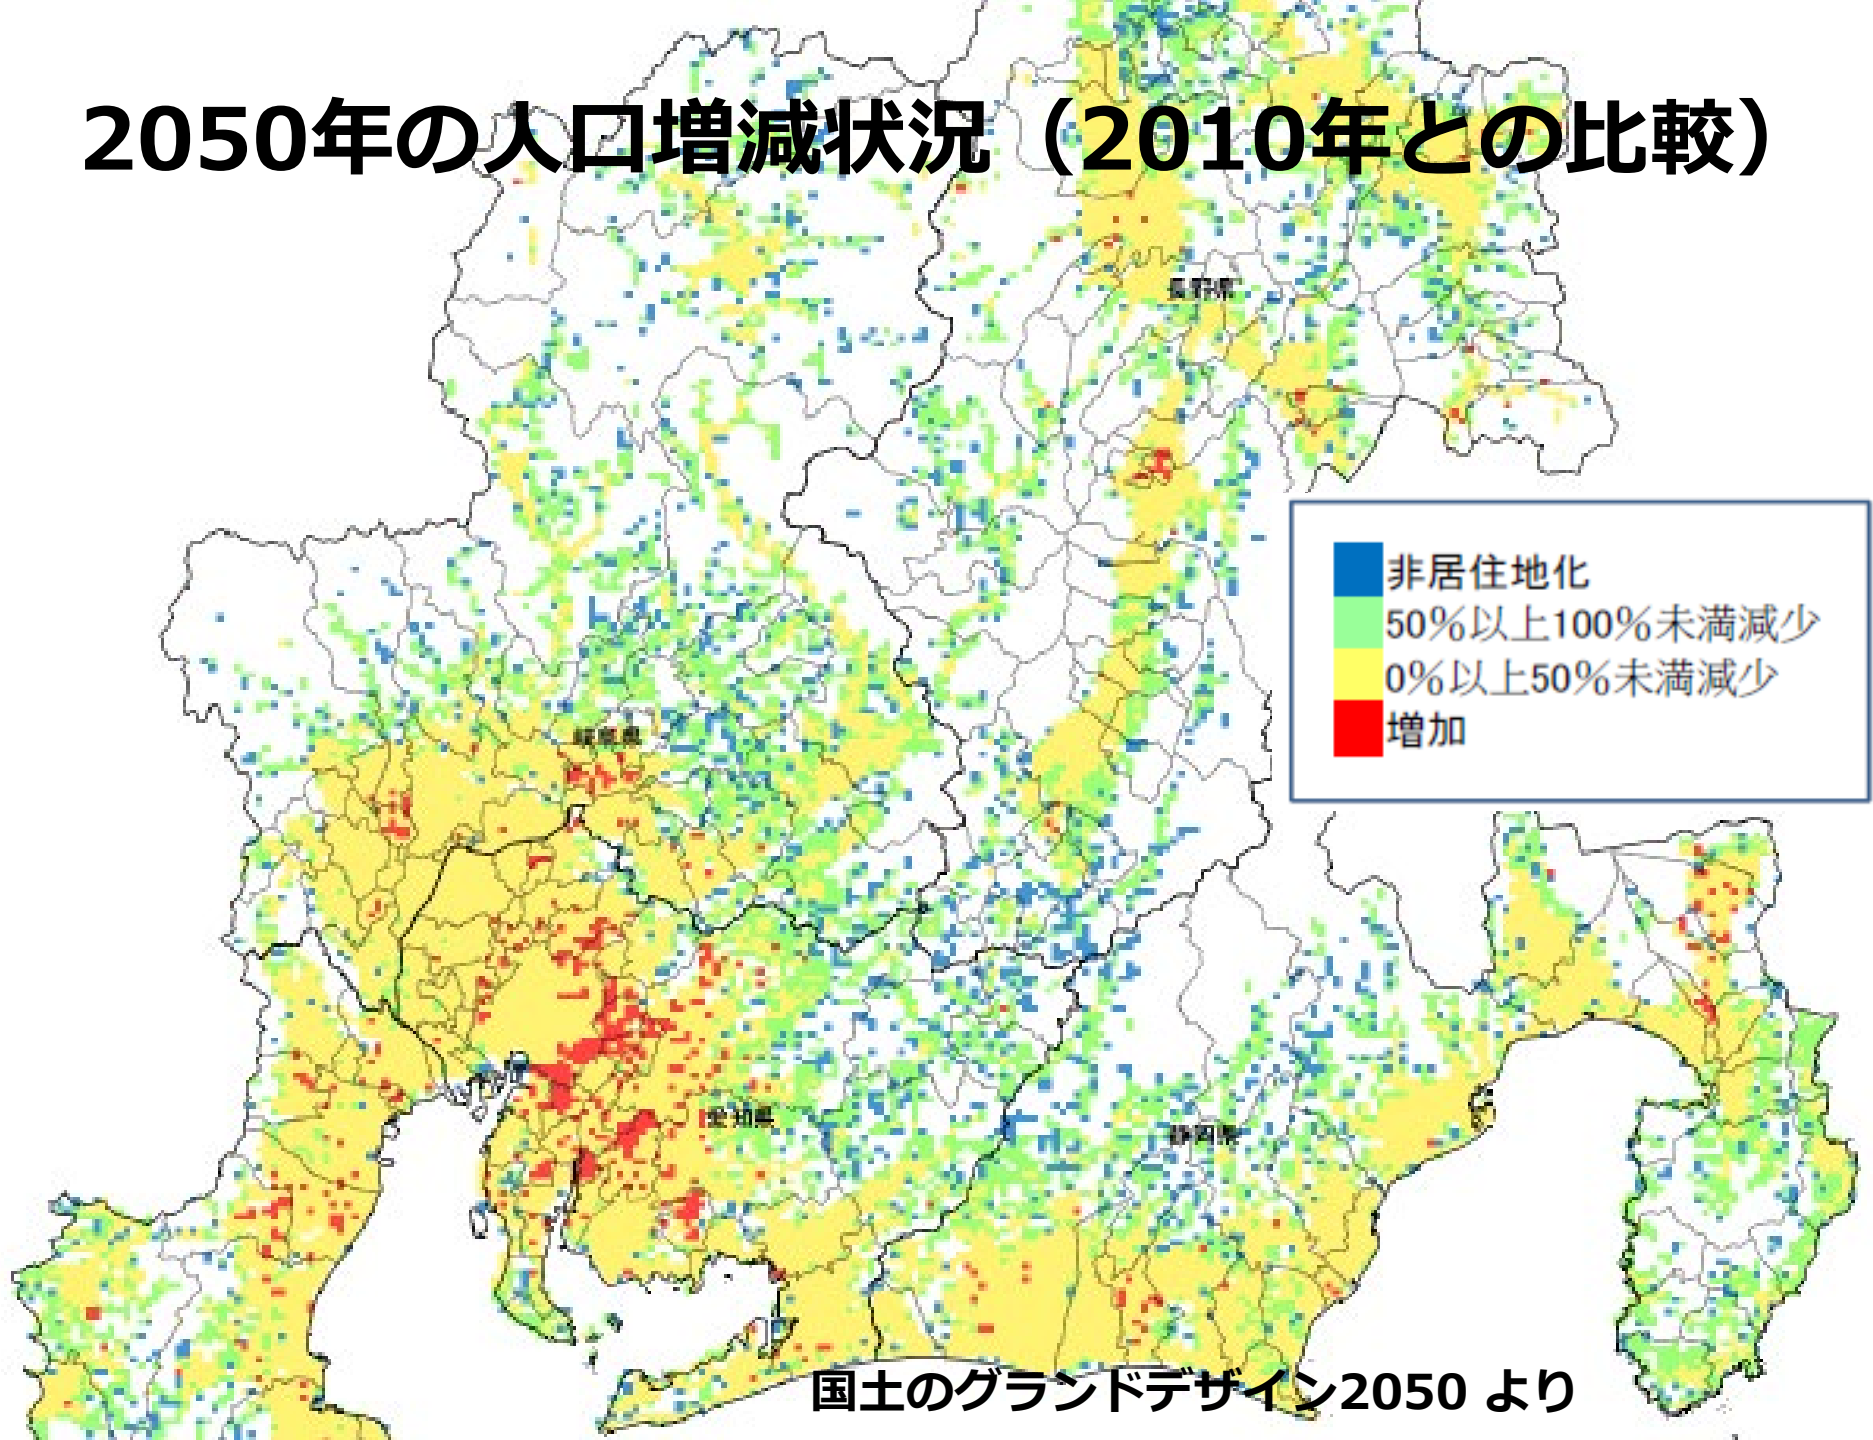 2050年の人口増減状況（2010年との比較）
長野県
非居住地化
50％以上100％未満減少
0％以上50％未満減少
増加
岐阜県
愛知県
静岡県
国土のグランドデザイン2050 より